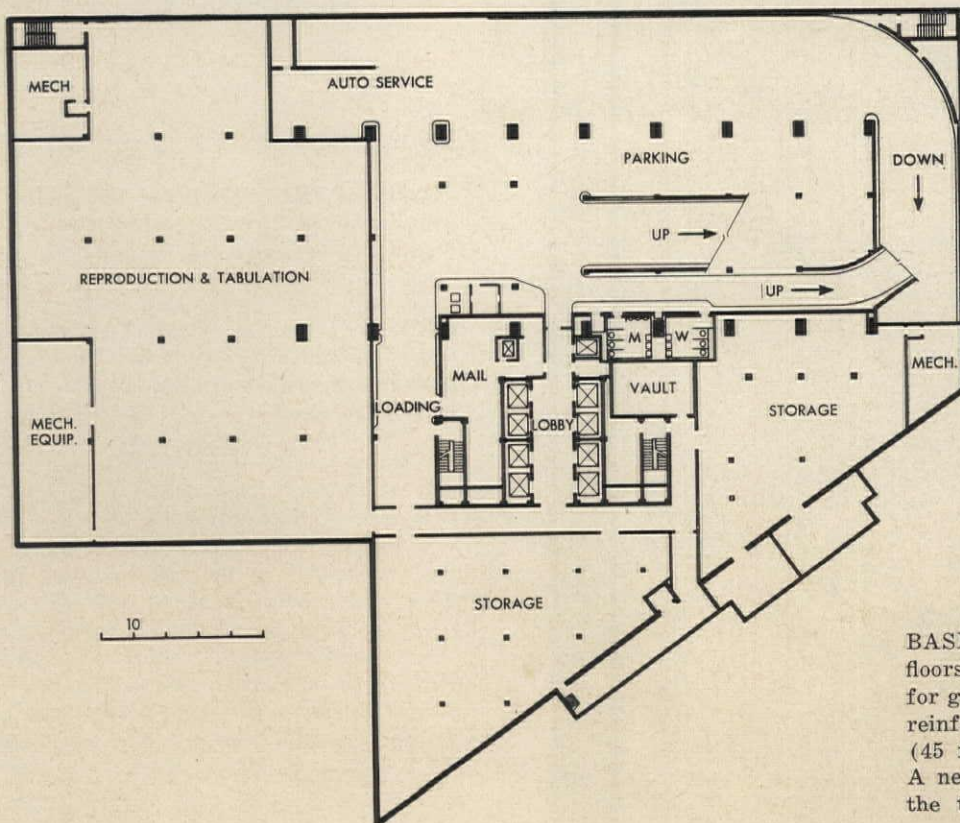 MECH
AUTO SERVICE
PARKING
DOWN
UP
REPRODUCTION & TABULATION
UP
M
W
MAIL
VAULT
MECH.
LOADING
LOBBY
STORAGE
MECH.
EQUIP.
STORAGE
10
floors
for
reinf
(45
A
the